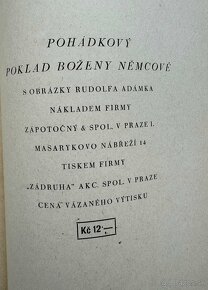 POHÁDKOVÝ
POKLAD BOŽENY NĚMCOVÉ
S OBRÁZKY RUDOLFA ADÁMKA
NÁKLADEM FIRMY
ZÁPOTOČNÝ & SPOL. V PRAZE I.
MASARYKOVO NÁBŘEŽÍ 14
TISKEM FIRMY
„ZÁDRUHA" AKC. SPOL. V PRAZE
CENA VÁZANÉHO VÝTISKU
Kč 12·—